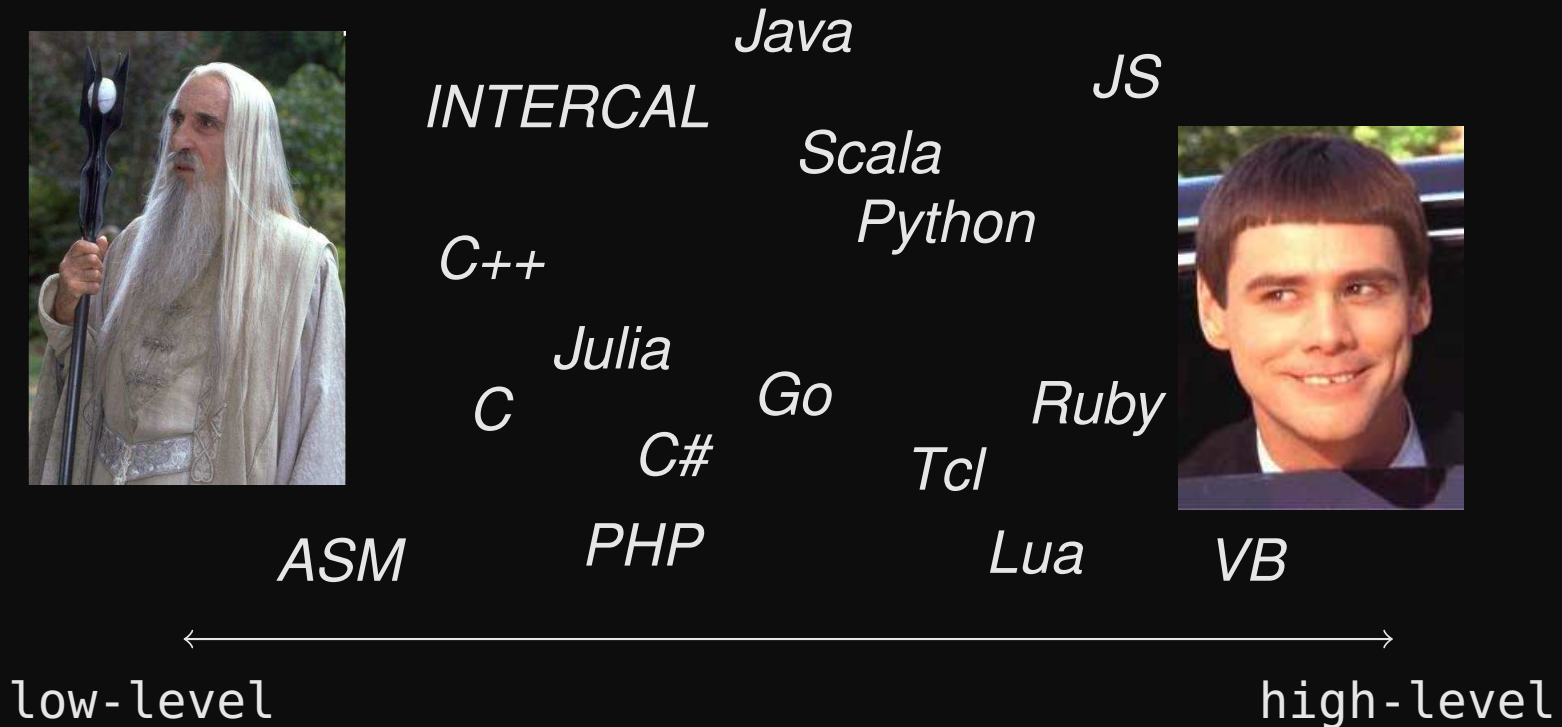 Java
JS
INTERCAL
Scala
Python
C++
Julia
Go
Ruby
C
C#
Tcl
PHP
Lua
ASM
VB
low-level
high-level